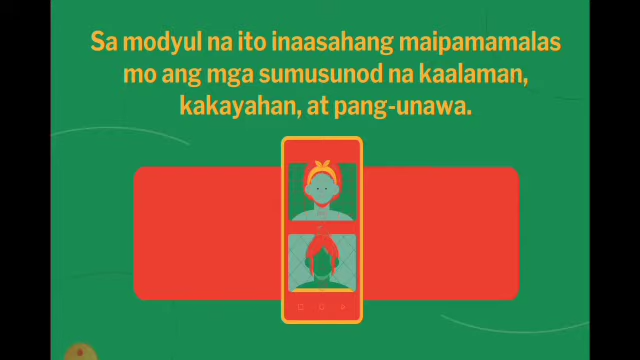 Sa modyul na ito inaasahang maipamamalas
mo ang mga sumusunod na kaalaman,
kakayahan, at pang-unawa.